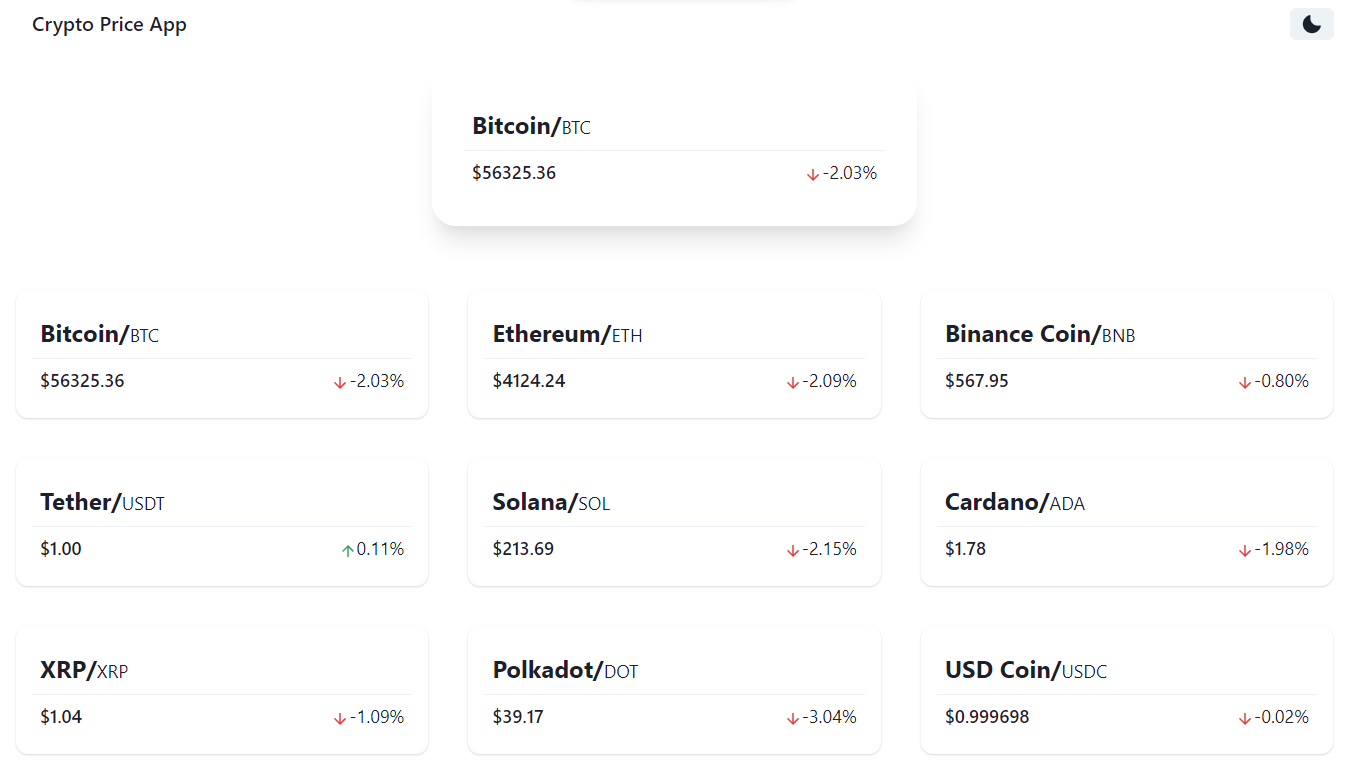 Crypto Price App
Bitcoin/BTC
$56325.36 -2.03%
Bitcoin/BTC Ethereum/ETH Binance Coin/BNB
$56325.36 -2.03% $4124.24 -2.09% $567.95 -0.80%
Tether/USDT Solana/SOL Cardano/ADA
$1.00 0.11% $213.69 -2.15% $1.78 -1.98%
XRP/XRP Polkadot/DOT USD Coin/USDC
$1.04 -1.09% $39.17 -3.04% $0.999698 -0.02%